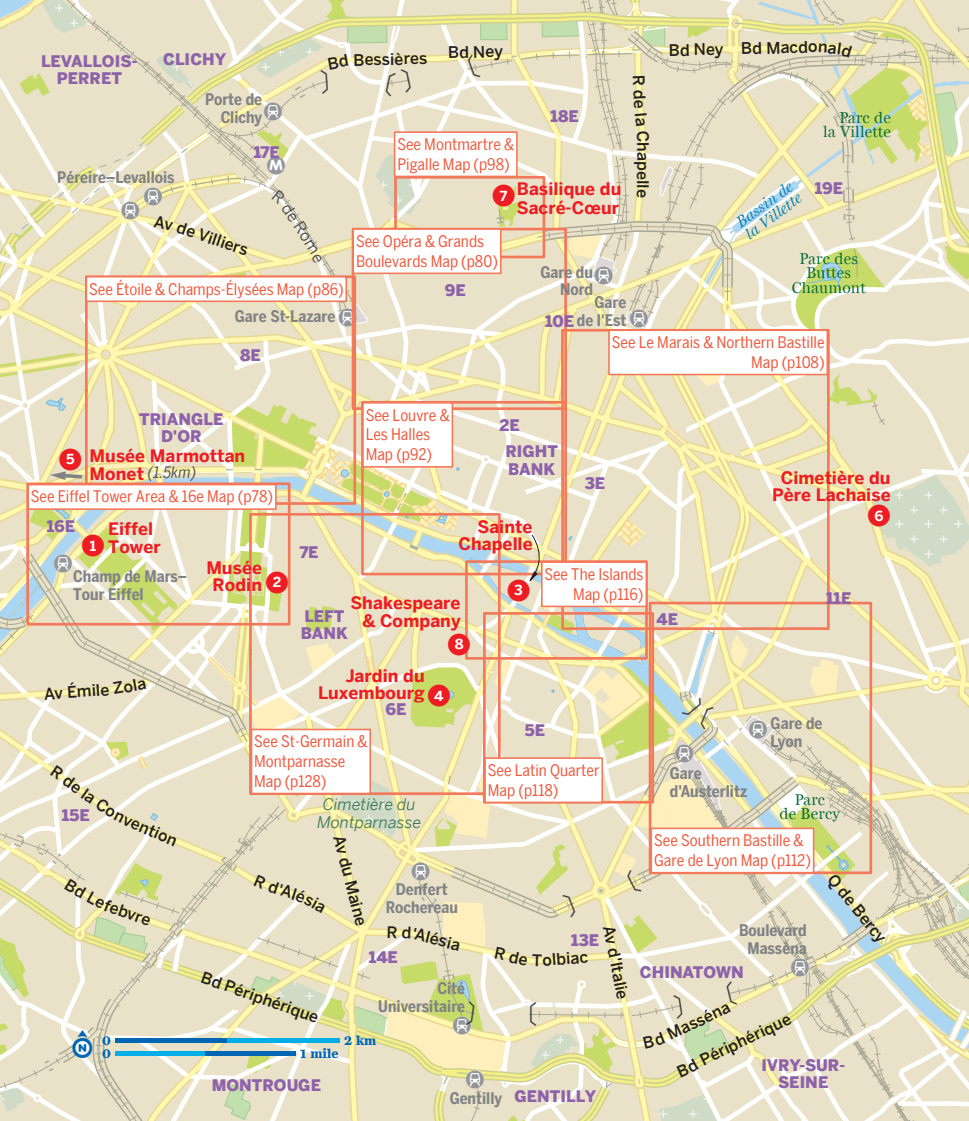 Bd Ney
Bd Ney
Bd Macdonald
LEVALLOIS-
PERRET
CLICHY
Bd Bessières
R de la Chapelle
Porte de
Clichy
18E
Parc de
la Villette
17E
M
See Montmartre &
Pigalle Map (p98)
Péreire–Levallois
7
Basilique du
Sacré-Cœur
19E
Bassin de
la Villette
R de Rome
Av de Villiers
See Opéra & Grands
Boulevards Map (p80)
Parc des
Buttes
Chaumont
Gare du
Nord
See Étoile & Champs-Élysées Map (p86)
9E
Gare
de l'Est
10E
Gare St-Lazare
See Le Marais & Northern Bastille
Map (p108)
8E
TRIANGLE
D'OR
See Louvre &
Les Halles
Map (p92)
2E
RIGHT
BANK
5
Musée Marmottan
Monet (1.5km)
3E
Cimetière du
Père Lachaise
6
See Eiffel Tower Area & 16e Map (p78)
16E
1
Eiffel
Tower
Sainte
Chapelle
7E
Champ de Mars–
Tour Eiffel
Musée
Rodin
2
3
See The Islands
Map (p116)
11E
LEFT
BANK
Shakespeare
& Company
8
4E
Jardin du
Luxembourg
4
6E
Av Émile Zola
5E
Gare de
Lyon
See St-Germain &
Montparnasse
Map (p128)
See Latin Quarter
Map (p118)
Gare
d'Austerlitz
R de la Convention
15E
Cimetière du
Montparnasse
Parc
de Bercy
See Southern Bastille &
Gare de Lyon Map (p112)
Av du Maine
Denfert
Rochereau
Bd Lefebvre
R d'Alésia
Q de Bercy
R d'Alésia
R de Tolbiac
13E
Av d'Italie
Boulevard
Masséna
14E
CHINATOWN
Bd Périphérique
Cité
Universitaire
Bd Masséna
Bd Périphérique
N
0
2 km
0
1 mile
MONTROUGE
Gentilly
GENTILLY
IVRY-SUR-
SEINE